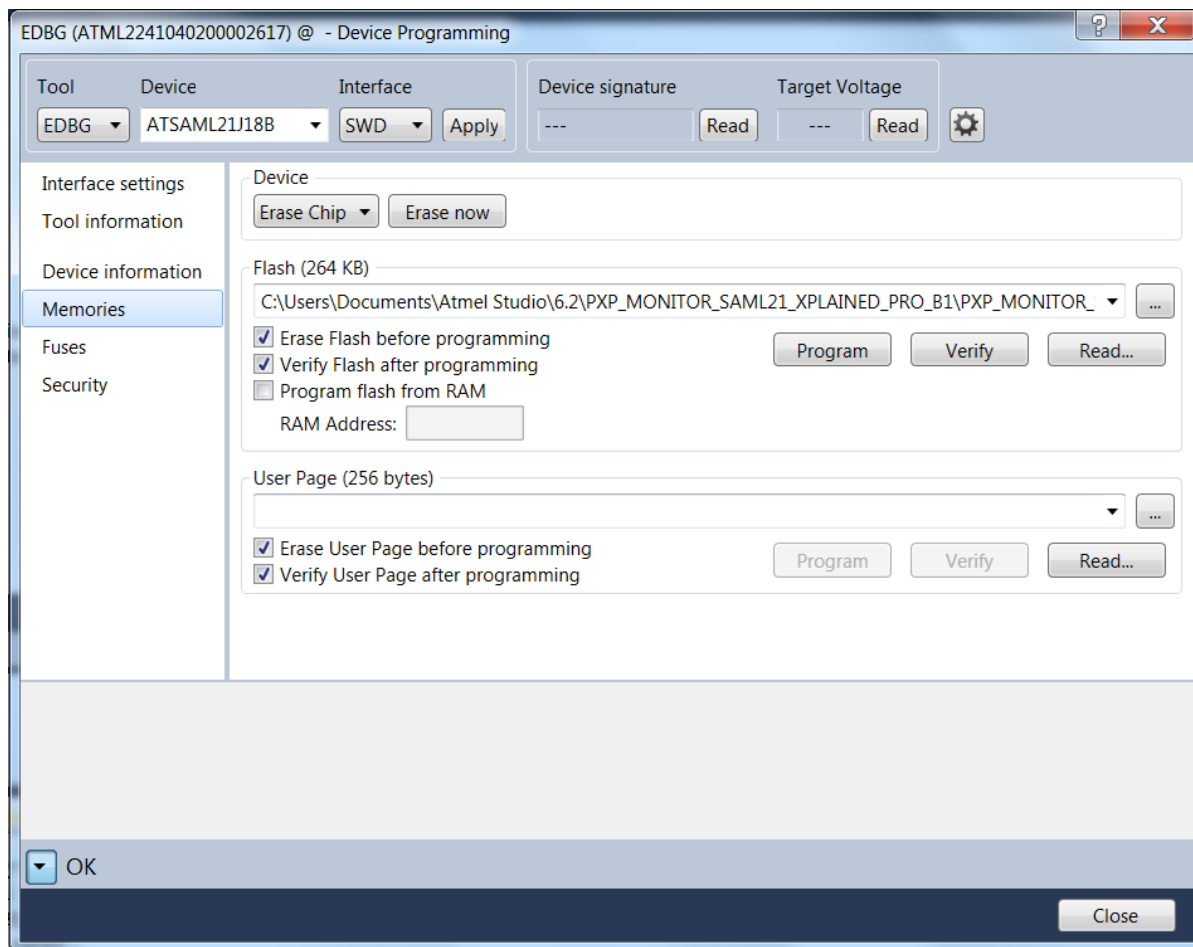 EDBG (ATML2241040200002617) @  - Device Programming
Tool Device Interface Device signature Target Voltage
EDBG ATSAML21J18B SWD Apply --- Read --- Read
Interface settings
Tool information
Device information
Memories
Fuses
Security
Device
Erase Chip Erase now
Flash (264 KB)
C:\Users\Documents\Atmel Studio\6.2\PXP_MONITOR_SAML21_XPLAINED_PRO_B1\PXP_MONITOR_ ...
Erase Flash before programming
Verify Flash after programming
Program flash from RAM
RAM Address:
Program Verify Read...
User Page (256 bytes)
...
Erase User Page before programming
Verify User Page after programming
Program Verify Read...
OK
Close